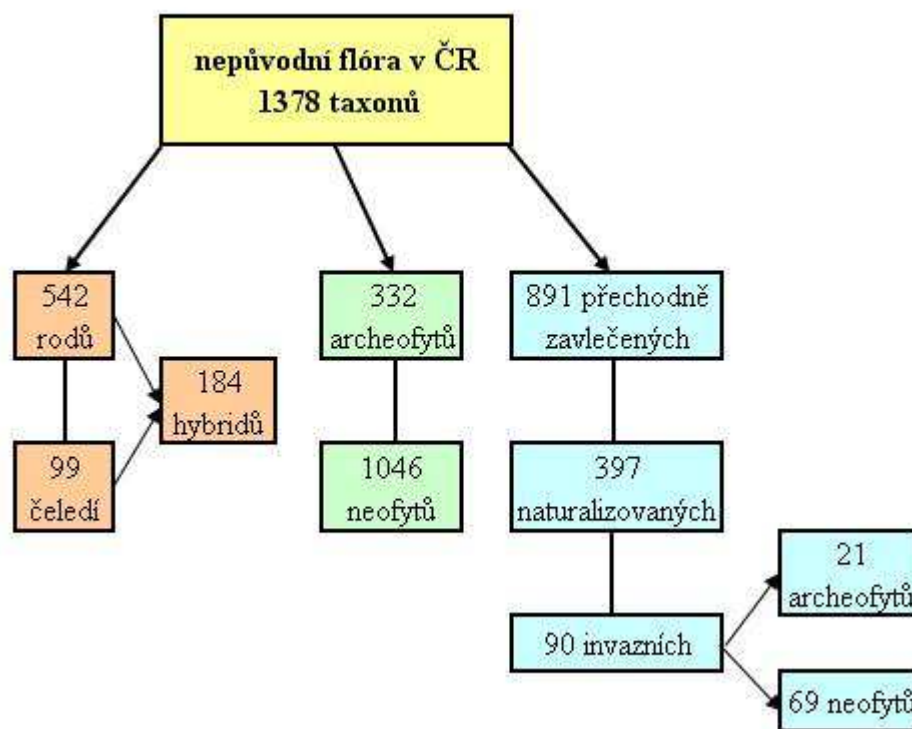 nepůvodní flóra v ČR
1378 taxonů
542
rodů
184
hybridů
99
čeledí
332
archeofytů
1046
neofytů
891 přechodně
zavlečených
397
naturalizovaných
90 invazních
21
archeofytů
69 neofytů